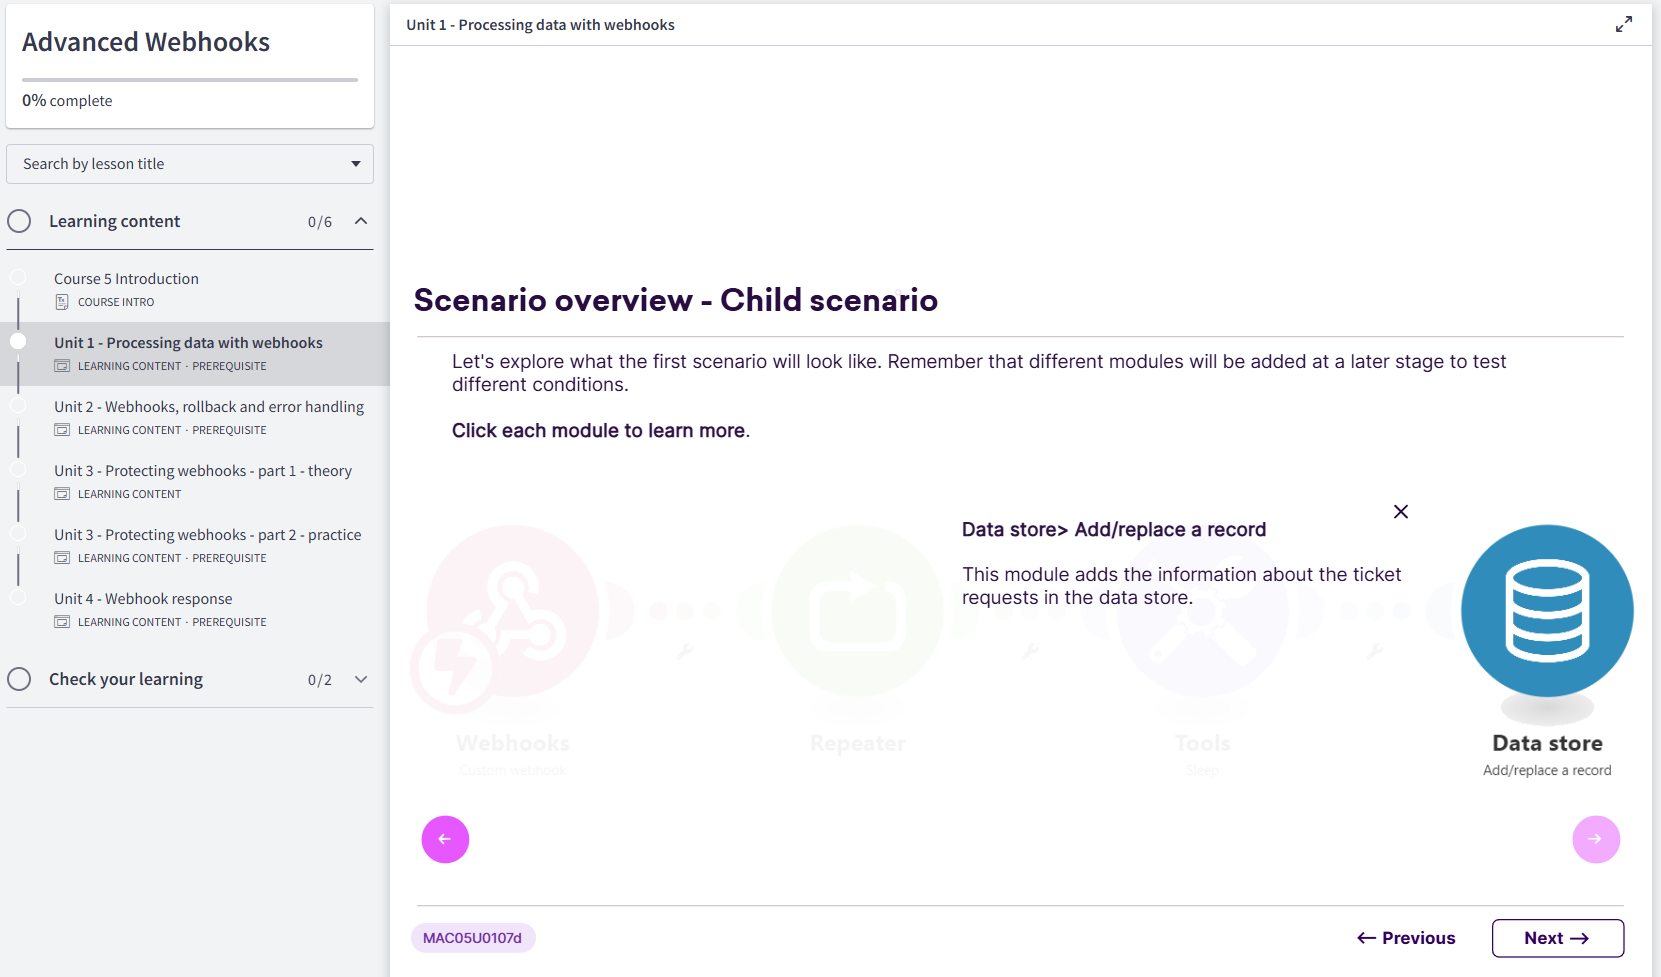 Advanced Webhooks
0% complete
Search by lesson title
Learning content 0/6
Course 5 Introduction
COURSE INTRO
Unit 1 - Processing data with webhooks
LEARNING CONTENT · PREREQUISITE
Unit 2 - Webhooks, rollback and error handling
LEARNING CONTENT · PREREQUISITE
Unit 3 - Protecting webhooks - part 1 - theory
LEARNING CONTENT
Unit 3 - Protecting webhooks - part 2 - practice
LEARNING CONTENT · PREREQUISITE
Unit 4 - Webhook response
LEARNING CONTENT · PREREQUISITE
Check your learning 0/2
Unit 1 - Processing data with webhooks
Scenario overview - Child scenario
Let's explore what the first scenario will look like. Remember that different modules will be added at a later stage to test
different conditions.
Click each module to learn more.
Data store> Add/replace a record
This module adds the information about the ticket
requests in the data store.
Webhooks
Custom webhook
Repeater
Tools
Sleep
Data store
Add/replace a record
MAC05U0107d
← Previous
Next →